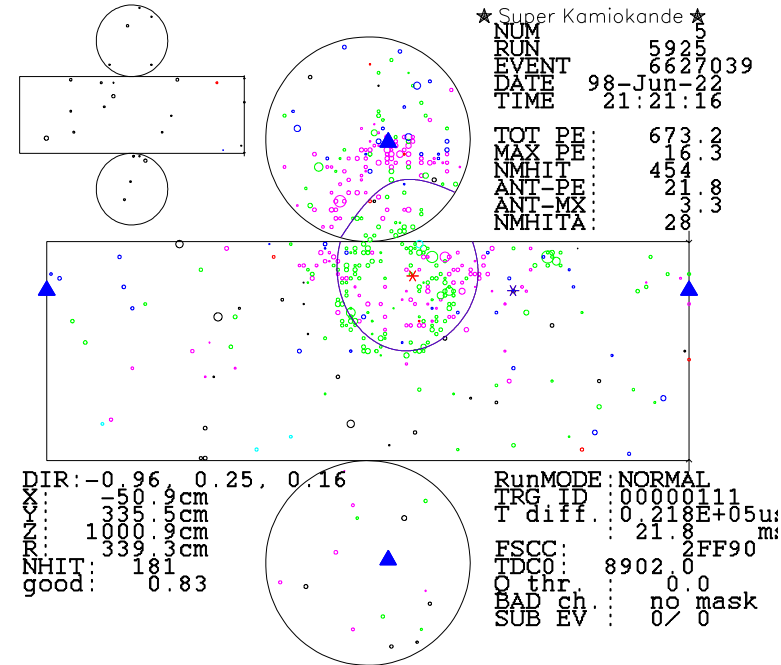 ★ Super Kamiokande ★
NUM 5
RUN 5925
EVENT 6627039
DATE 98-Jun-22
TIME 21:21:16
TOT PE: 673.2
MAX PE: 16.3
NMHIT 454
ANT-PE: 21.8
ANT-MX: 3.3
NMHITA: 28
DIR:-0.96, 0.25, 0.16
X: -50.9cm
Y: 335.5cm
Z: 1000.9cm
R: 339.3cm
NHIT: 181
good: 0.83
RunMODE:NORMAL
TRG ID :00000111
T diff.:0.218E+05us
: 21.8 ms
FSCC: 2FF90
TDC0: 8902.0
Q thr. : 0.0
BAD ch.: no mask
SUB EV : 0/ 0